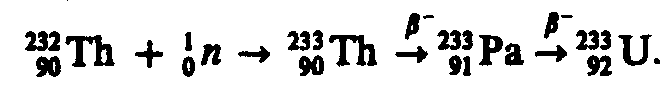 ²³²₉₀Th + ¹₀n → ²³³₉₀Th →(β⁻) ²³³₉₁Pa →(β⁻) ²³³₉₂U.